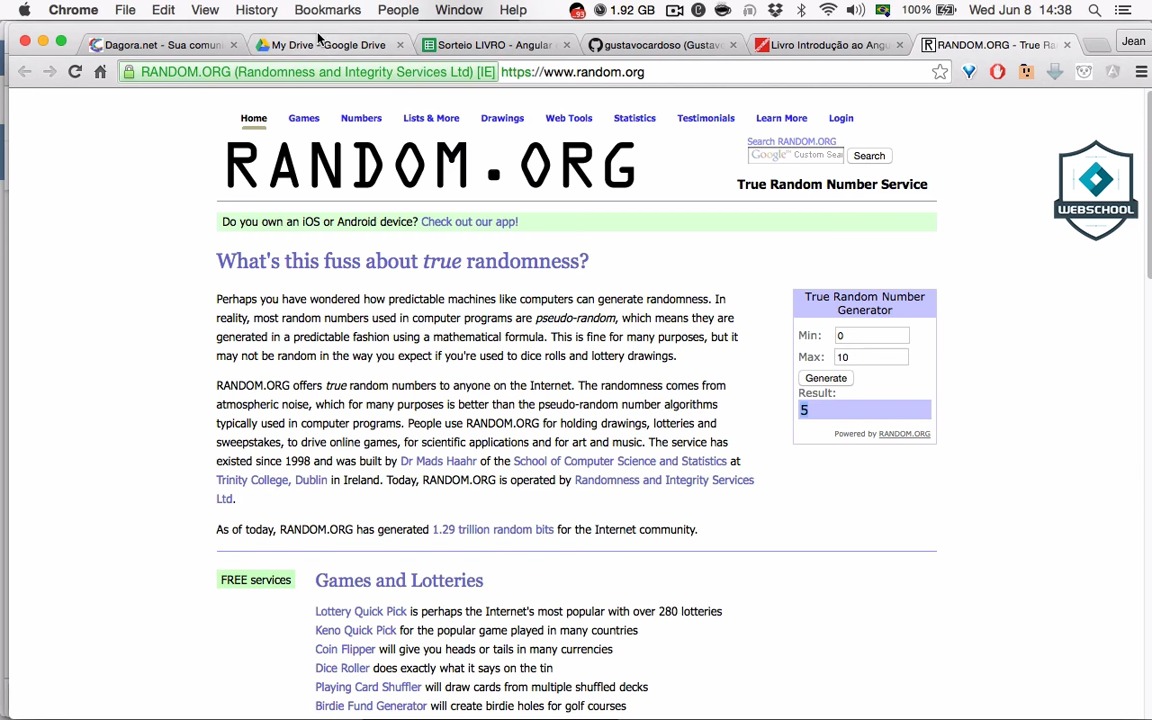 Chrome File Edit View History Bookmarks People Window Help 93 1.92 GB 100% Wed Jun 8 14:38
Dagora.net - Sua comun My Drive - Google Drive Sorteio LIVRO - Angular gustavocardoso (Gustavo Livro Introdução ao Ang RANDOM.ORG - True Ra Jean
RANDOM.ORG (Randomness and Integrity Services Ltd) [IE] https://www.random.org
Home Games Numbers Lists & More Drawings Web Tools Statistics Testimonials Learn More Login
RANDOM.ORG
Search RANDOM.ORG
Google™ Custom Sea Search
True Random Number Service
WEBSCHOOL
Do you own an iOS or Android device? Check out our app!
What's this fuss about true randomness?
Perhaps you have wondered how predictable machines like computers can generate randomness. In
reality, most random numbers used in computer programs are pseudo-random, which means they are
generated in a predictable fashion using a mathematical formula. This is fine for many purposes, but it
may not be random in the way you expect if you're used to dice rolls and lottery drawings.
RANDOM.ORG offers true random numbers to anyone on the Internet. The randomness comes from
atmospheric noise, which for many purposes is better than the pseudo-random number algorithms
typically used in computer programs. People use RANDOM.ORG for holding drawings, lotteries and
sweepstakes, to drive online games, for scientific applications and for art and music. The service has
existed since 1998 and was built by Dr Mads Haahr of the School of Computer Science and Statistics at
Trinity College, Dublin in Ireland. Today, RANDOM.ORG is operated by Randomness and Integrity Services
Ltd.
As of today, RANDOM.ORG has generated 1.29 trillion random bits for the Internet community.
True Random Number
Generator
Min: 0
Max: 10
Generate
Result:
5
Powered by RANDOM.ORG
FREE services
Games and Lotteries
Lottery Quick Pick is perhaps the Internet's most popular with over 280 lotteries
Keno Quick Pick for the popular game played in many countries
Coin Flipper will give you heads or tails in many currencies
Dice Roller does exactly what it says on the tin
Playing Card Shuffler will draw cards from multiple shuffled decks
Birdie Fund Generator will create birdie holes for golf courses